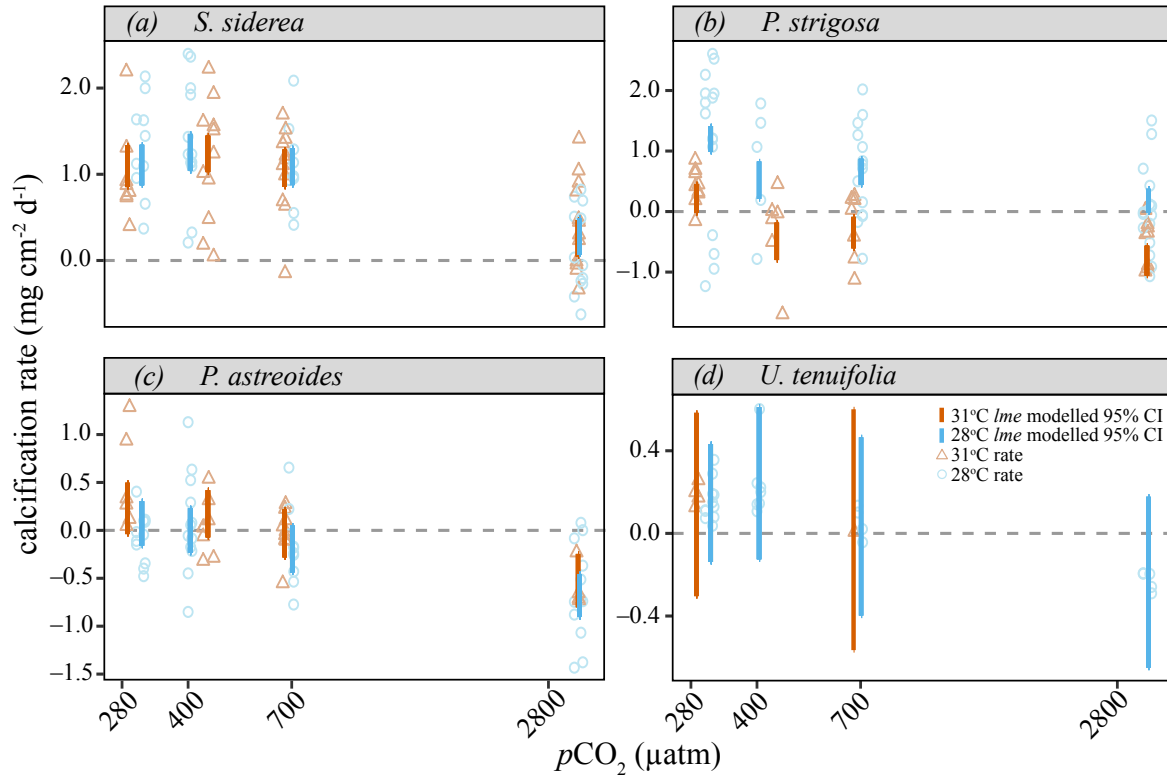 (a) S. siderea
(b) P. strigosa
2.0
1.0
0.0
2.0
1.0
0.0
−1.0
calcification rate (mg cm⁻² d⁻¹)
(c) P. astreoides
(d) U. tenuifolia
1.0
0.5
0.0
−0.5
−1.0
−1.5
0.4
0.0
−0.4
31°C lme modelled 95% CI
28°C lme modelled 95% CI
31°C rate
28°C rate
280
400
700
2800
280
400
700
2800
pCO₂ (µatm)